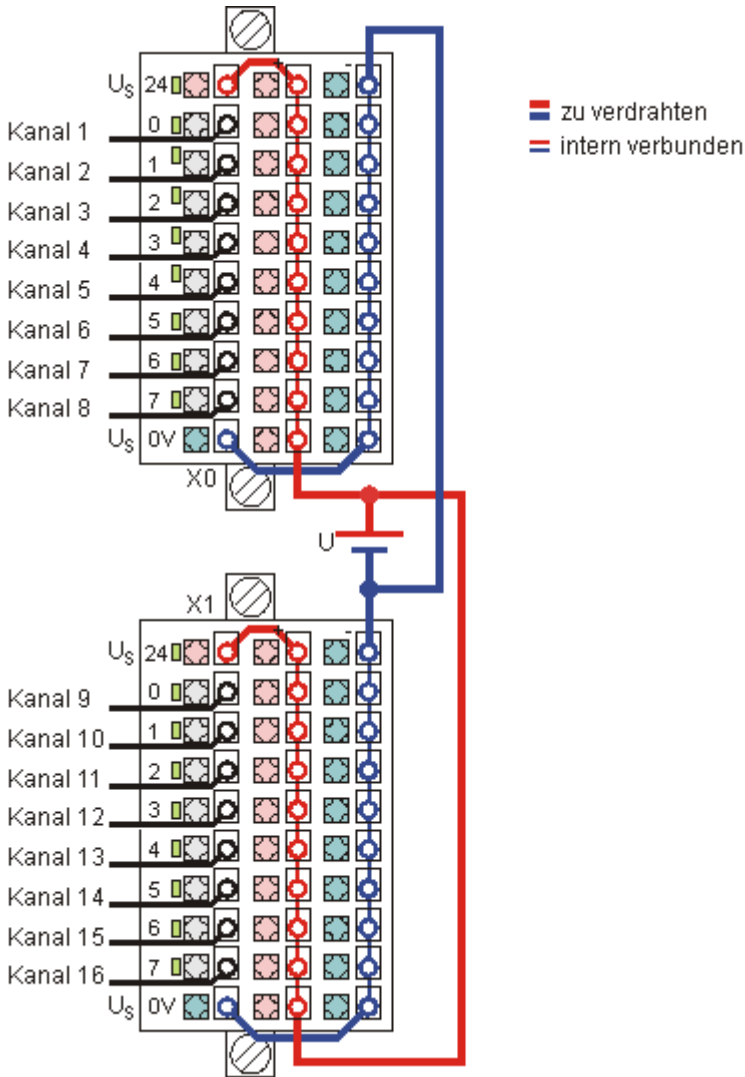 Us 24 + -
Kanal 1 0
Kanal 2 1
Kanal 3 2
Kanal 4 3
Kanal 5 4
Kanal 6 5
Kanal 7 6
Kanal 8 7
Us 0V
X0
zu verdrahten
intern verbunden
U
X1
Us 24 + -
Kanal 9 0
Kanal 10 1
Kanal 11 2
Kanal 12 3
Kanal 13 4
Kanal 14 5
Kanal 15 6
Kanal 16 7
Us 0V